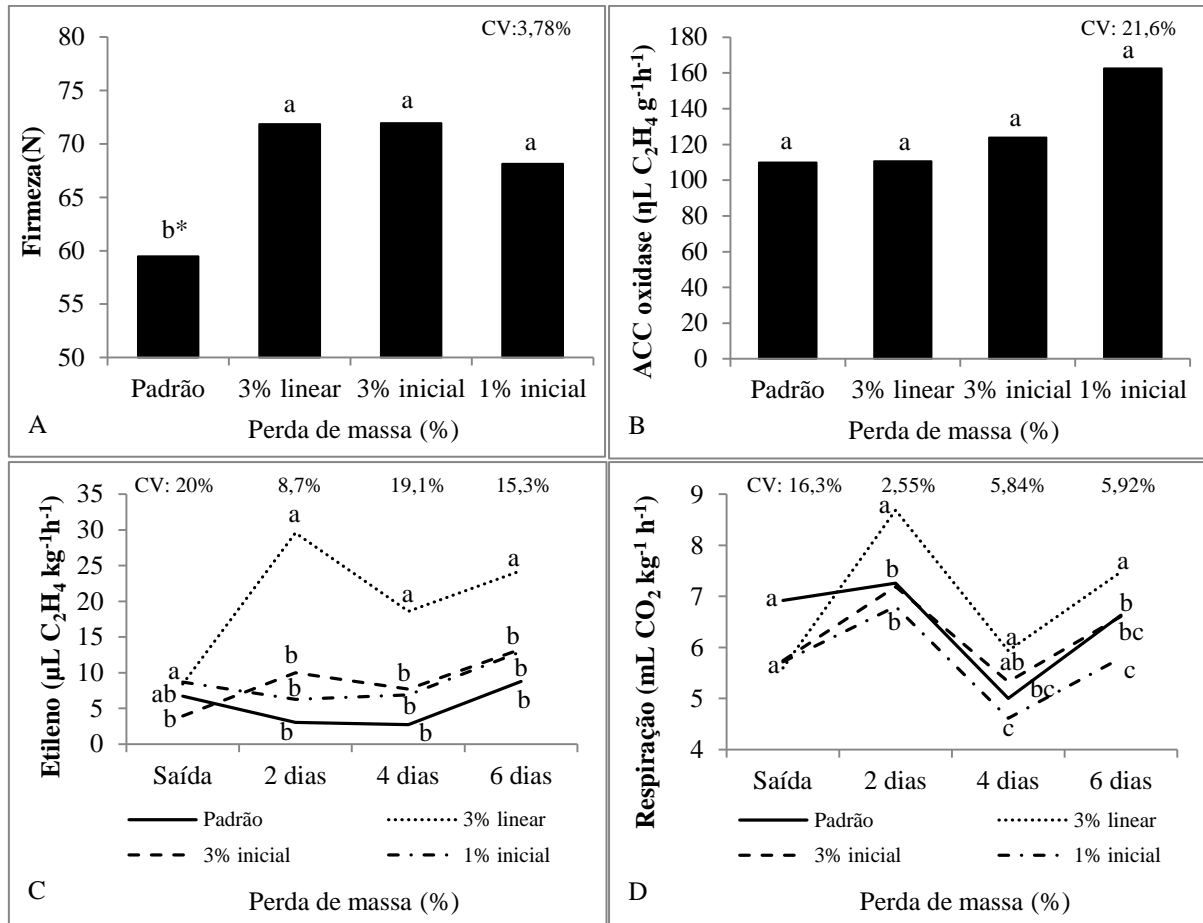 CV:3,78%
80
75
70
65
60
55
50
Firmeza(N)
b*
a
a
a
Padrão
3% linear
3% inicial
1% inicial
A
Perda de massa (%)
CV: 21,6%
180
160
140
120
100
80
60
40
20
0
ACC oxidase (ηL C₂H₄ g⁻¹h⁻¹)
a
a
a
a
Padrão
3% linear
3% inicial
1% inicial
B
Perda de massa (%)
CV: 20% 8,7% 19,1% 15,3%
35
30
25
20
15
10
5
0
Etileno (µL C₂H₄ kg⁻¹h⁻¹)
a
ab
b
a
b
b
b
a
b
b
b
a
b
b
b
Saída
2 dias
4 dias
6 dias
Padrão
3% linear
3% inicial
1% inicial
C
Perda de massa (%)
CV: 16,3% 2,55% 5,84% 5,92%
9
8
7
6
5
4
Respiração (mL CO₂ kg⁻¹ h⁻¹)
a
a
a
b
b
a
ab
bc
c
a
b
bc
c
Saída
2 dias
4 dias
6 dias
Padrão
3% linear
3% inicial
1% inicial
D
Perda de massa (%)